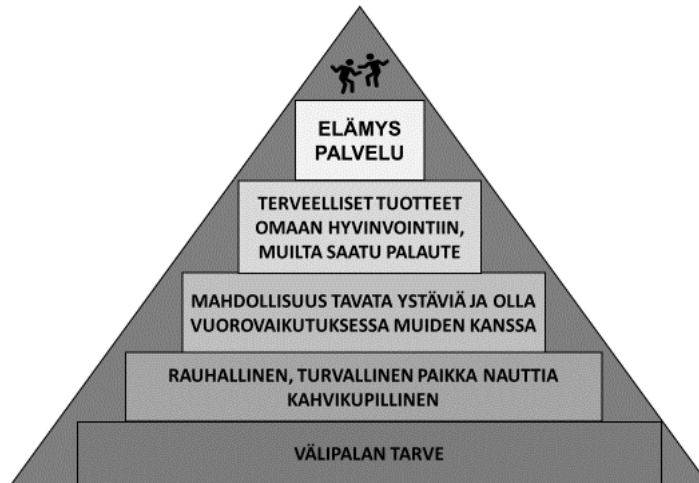 ELÄMYS
PALVELU
TERVEELLISET TUOTTEET
OMAAN HYVINVOINTIIN,
MUILTA SAATU PALAUTE
MAHDOLLISUUS TAVATA YSTÄVIÄ JA OLLA
VUOROVAIKUTUKSESSA MUIDEN KANSSA
RAUHALLINEN, TURVALLINEN PAIKKA NAUTTIA
KAHVIKUPILLINEN
VÄLIPALAN TARVE